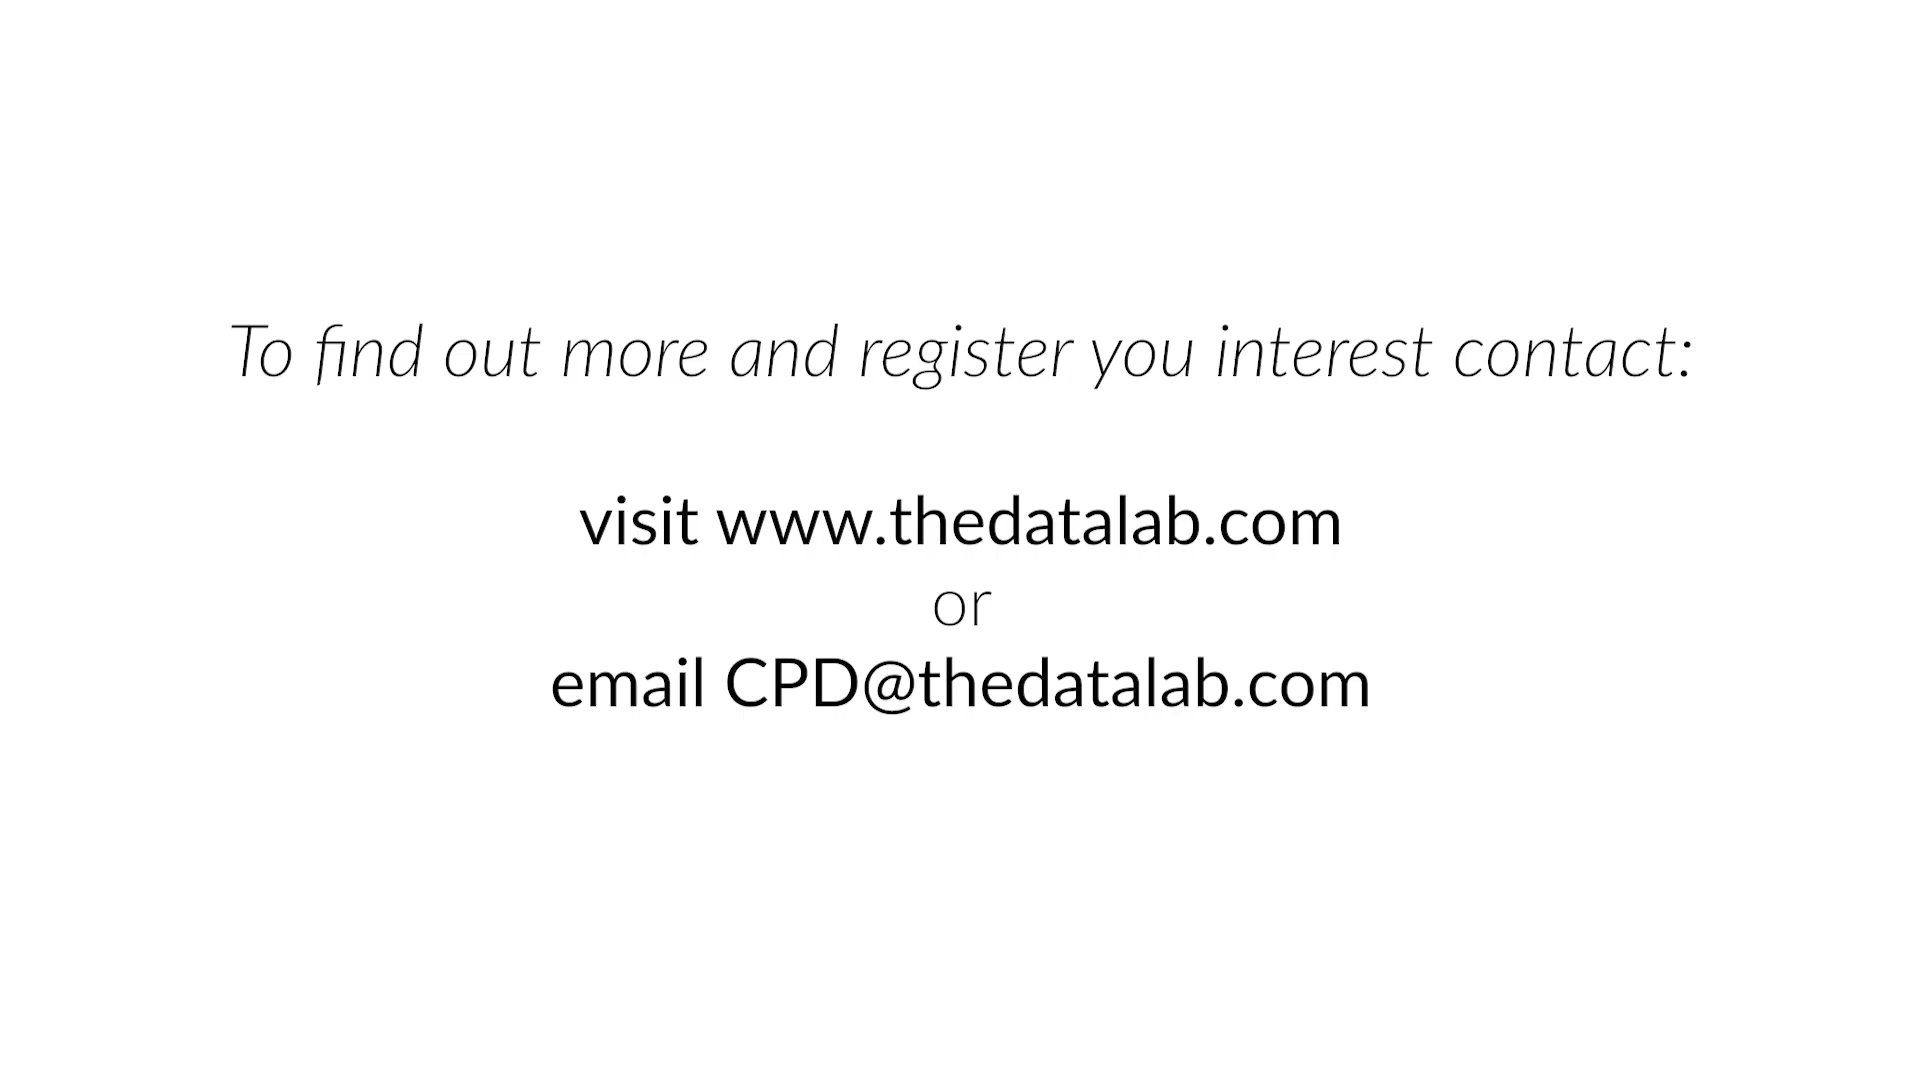 To find out more and register you interest contact:
visit www.thedatalab.com
or
email CPD@thedatalab.com